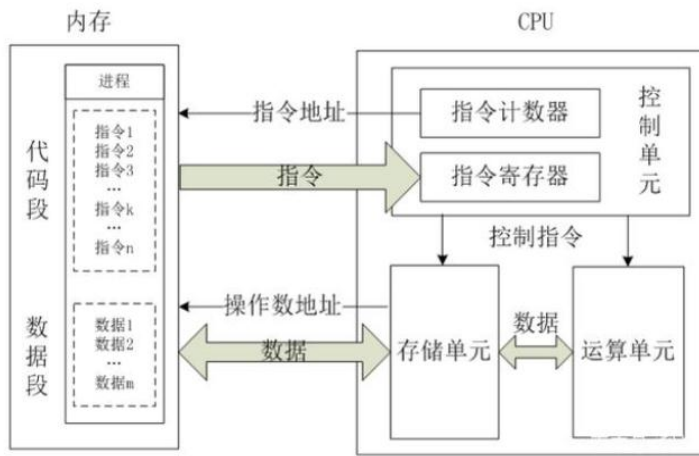 内存
CPU
进程
代码段
指令1
指令2
指令3
...
指令k
...
指令n
数据段
数据1
数据2
...
数据m
指令地址
指令
操作数地址
数据
指令计数器
指令寄存器
控制单元
控制指令
存储单元
数据
运算单元